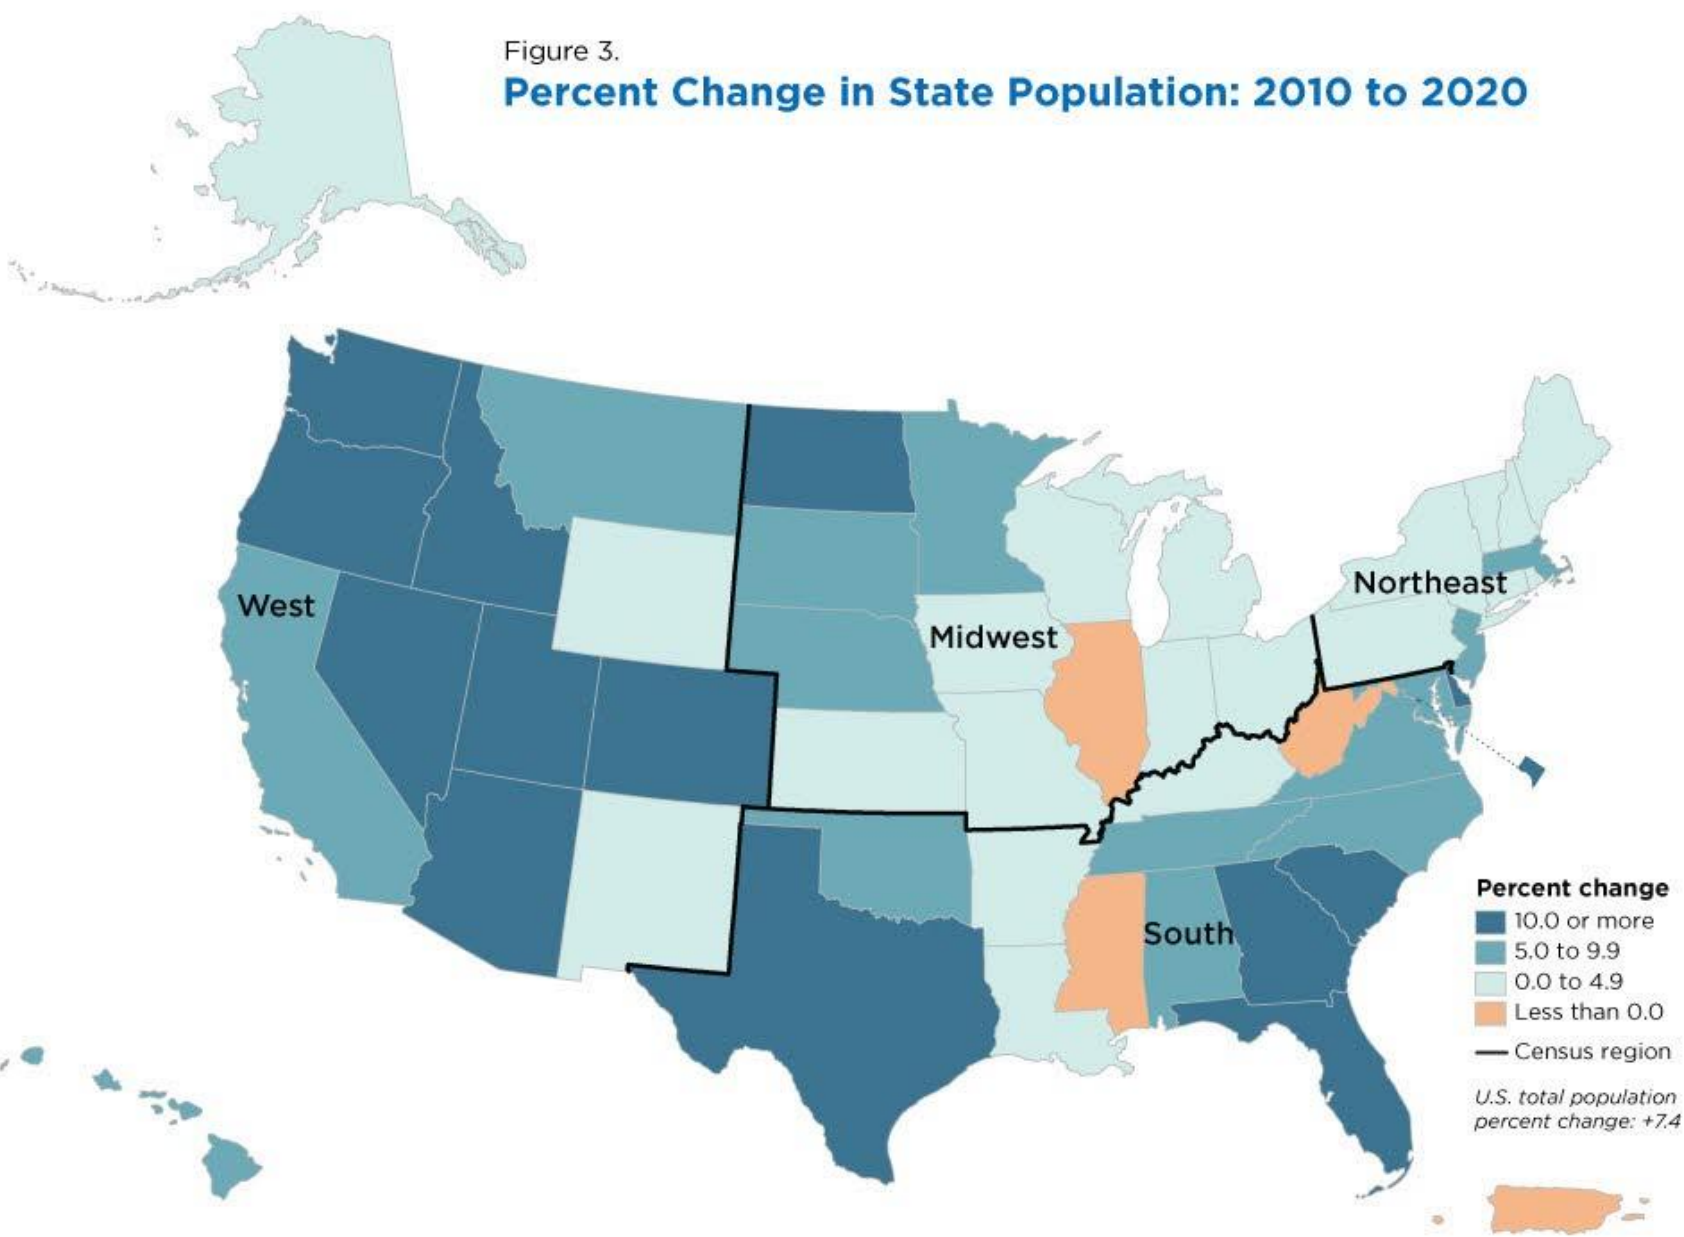 Figure 3.
Percent Change in State Population: 2010 to 2020
West
Midwest
Northeast
South
Percent change
10.0 or more
5.0 to 9.9
0.0 to 4.9
Less than 0.0
Census region
U.S. total population
percent change: +7.4